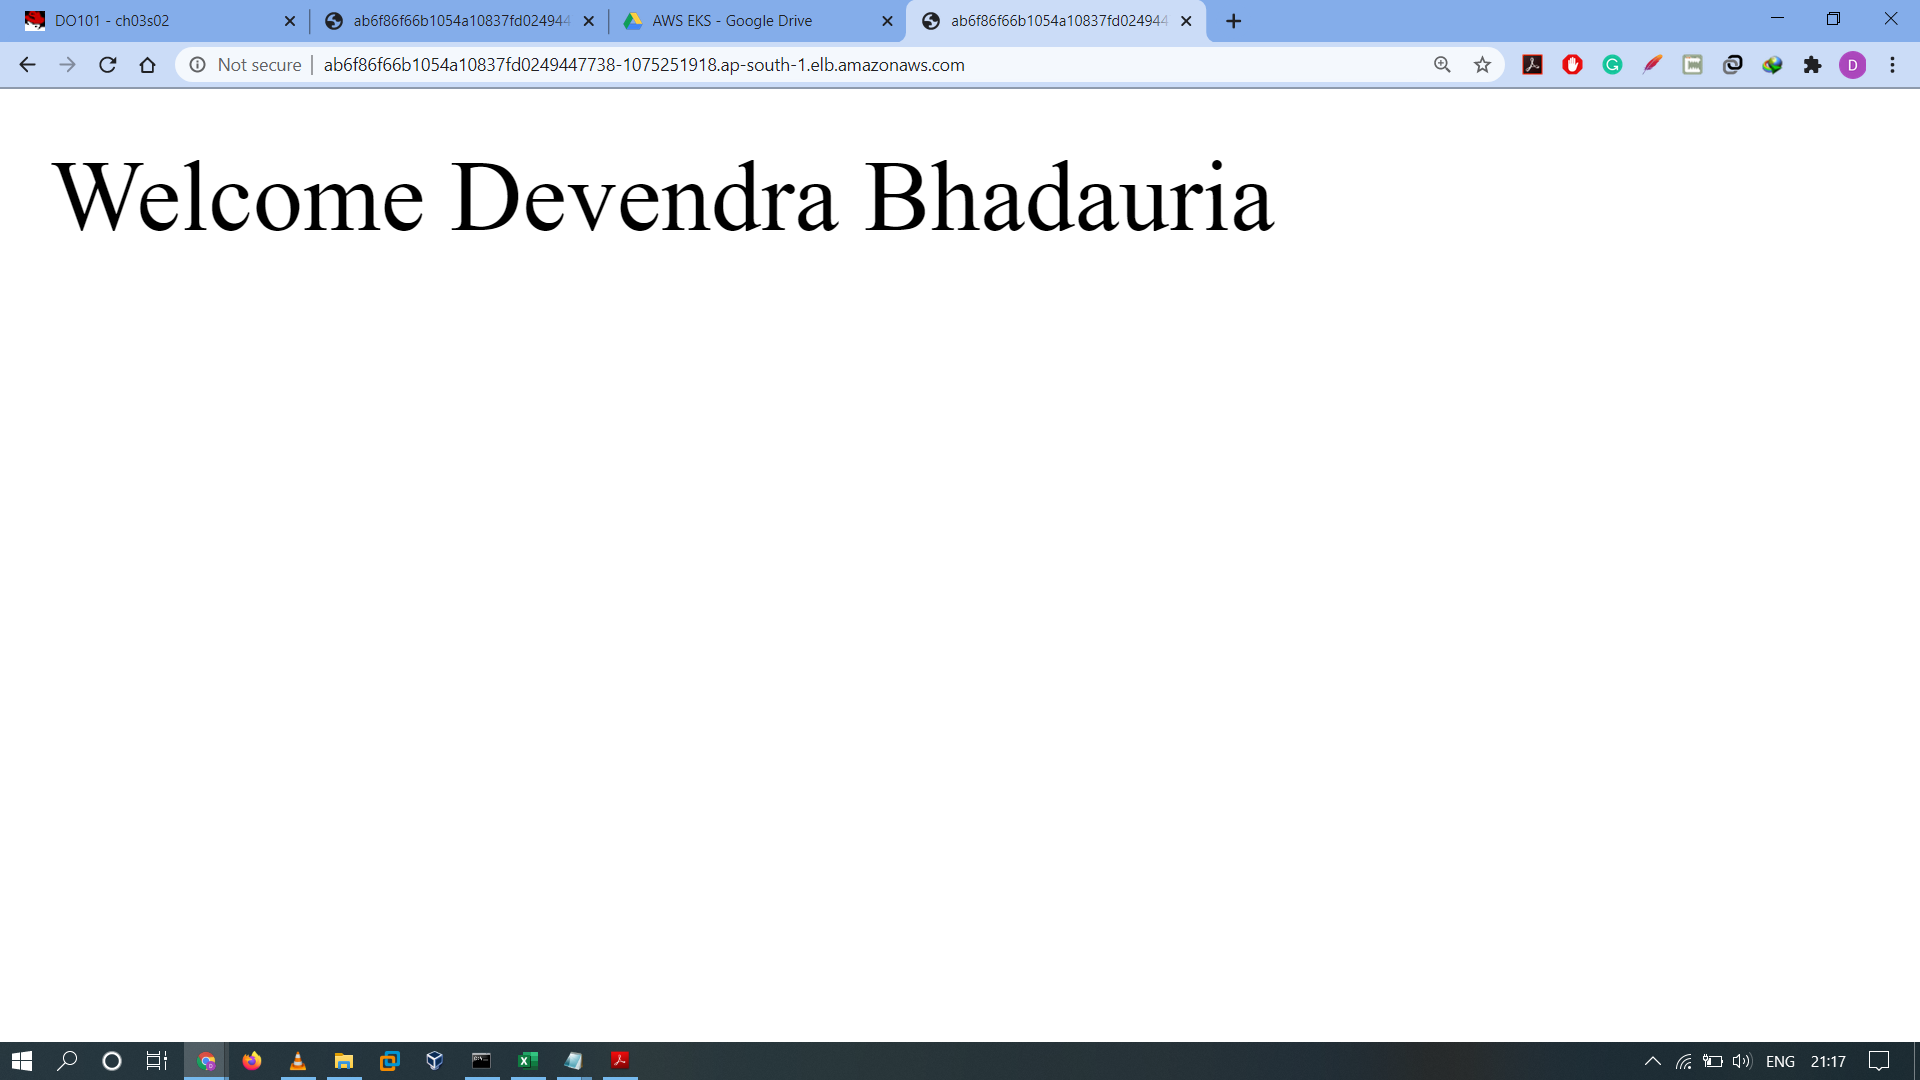 DO101 - ch03s02
ab6f86f66b1054a10837fd024944
AWS EKS - Google Drive
ab6f86f66b1054a10837fd024944
Not secure
ab6f86f66b1054a10837fd0249447738-1075251918.ap-south-1.elb.amazonaws.com
D
Welcome Devendra Bhadauria
ENG
21:17